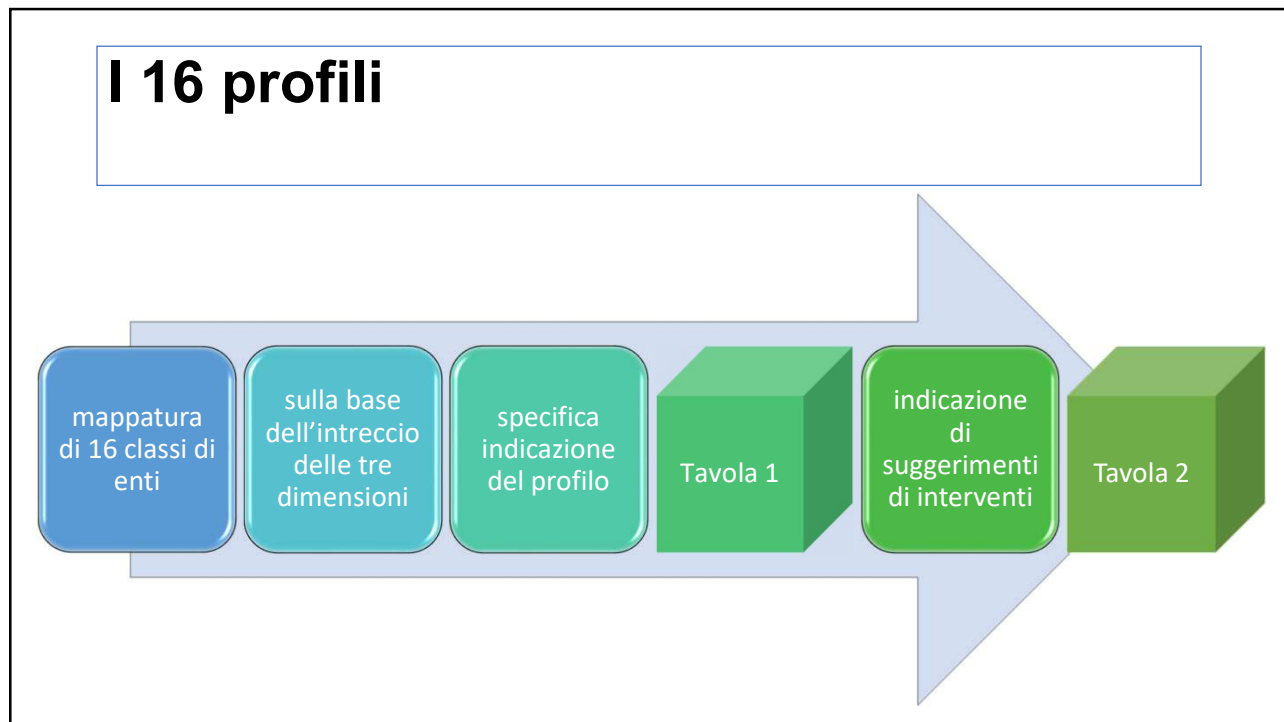 I 16 profili
mappatura
di 16 classi di
enti
sulla base
dell’intreccio
delle tre
dimensioni
specifica
indicazione
del profilo
Tavola 1
indicazione
di
suggerimenti
di interventi
Tavola 2